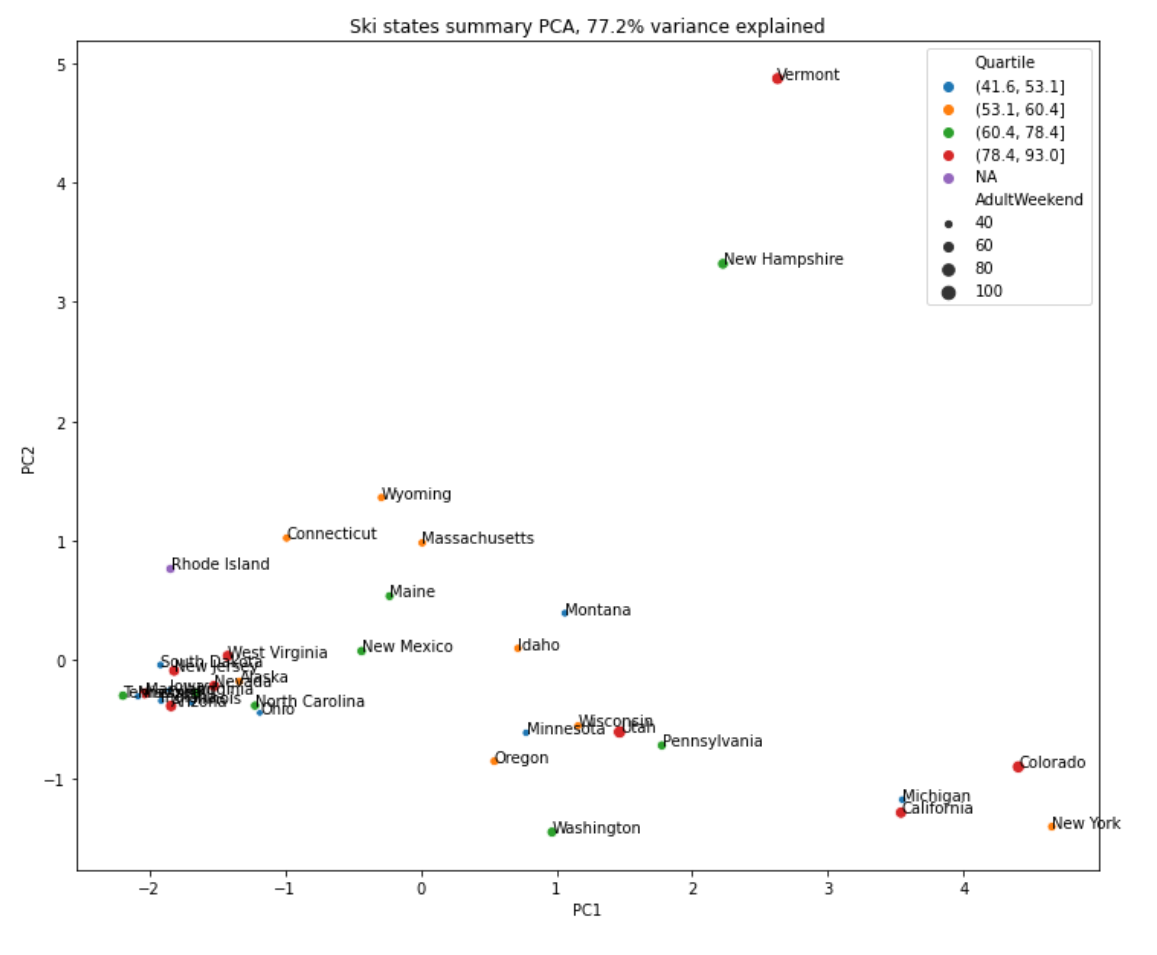 Ski states summary PCA, 77.2% variance explained
Quartile
(41.6, 53.1]
(53.1, 60.4]
(60.4, 78.4]
(78.4, 93.0]
NA
AdultWeekend
40
60
80
100
5
4
3
2
1
0
−1
PC2
Vermont
New Hampshire
Wyoming
Connecticut
Massachusetts
Rhode Island
Maine
Montana
New Mexico
Idaho
West Virginia
South Dakota
New Jersey
Alaska
Nevada
Iowa
Arizona
North Carolina
Ohio
Wisconsin
Utah
Minnesota
Pennsylvania
Oregon
Colorado
Michigan
California
New York
Washington
−2
−1
0
1
2
3
4
PC1